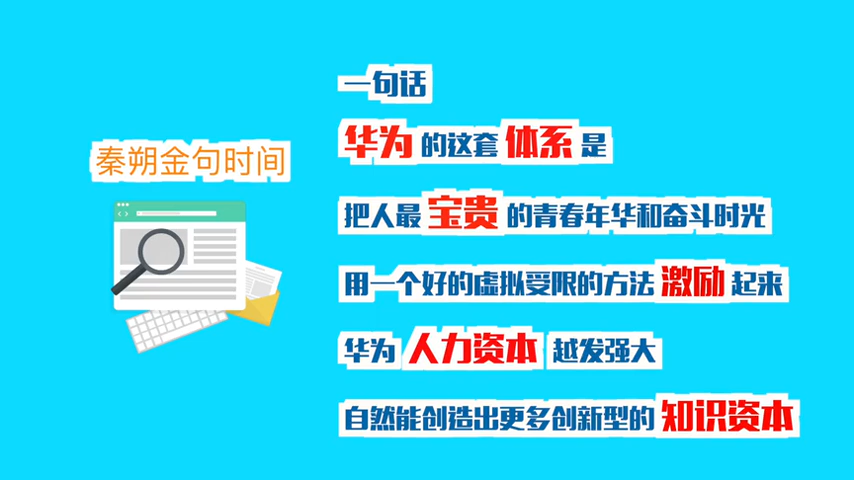 秦朔金句时间
一句话
华为的这套体系是
把人最宝贵的青春年华和奋斗时光
用一个好的虚拟受限的方法激励起来
华为人力资本越发强大
自然能创造出更多创新型的知识资本